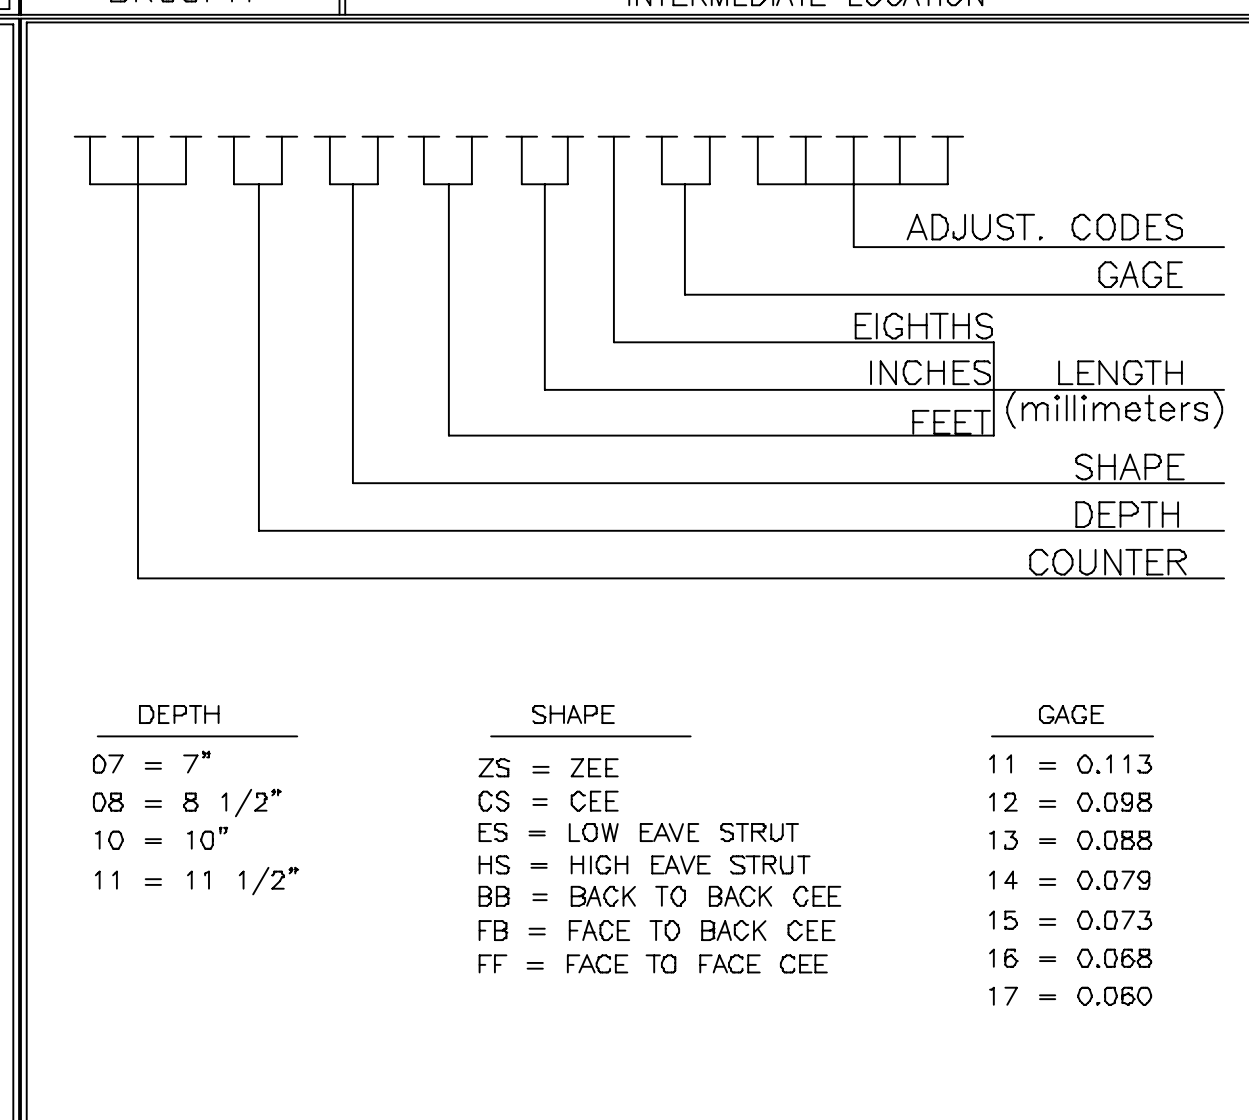 INTERMEDIATE LOCATION
ADJUST. CODES
GAGE
EIGHTHS
INCHES LENGTH
(millimeters)
FEET
SHAPE
DEPTH
COUNTER
DEPTH
07 = 7"
08 = 8 1/2"
10 = 10"
11 = 11 1/2"
SHAPE
ZS = ZEE
CS = CEE
ES = LOW EAVE STRUT
HS = HIGH EAVE STRUT
BB = BACK TO BACK CEE
FB = FACE TO BACK CEE
FF = FACE TO FACE CEE
GAGE
11 = 0.113
12 = 0.098
13 = 0.088
14 = 0.079
15 = 0.073
16 = 0.068
17 = 0.060